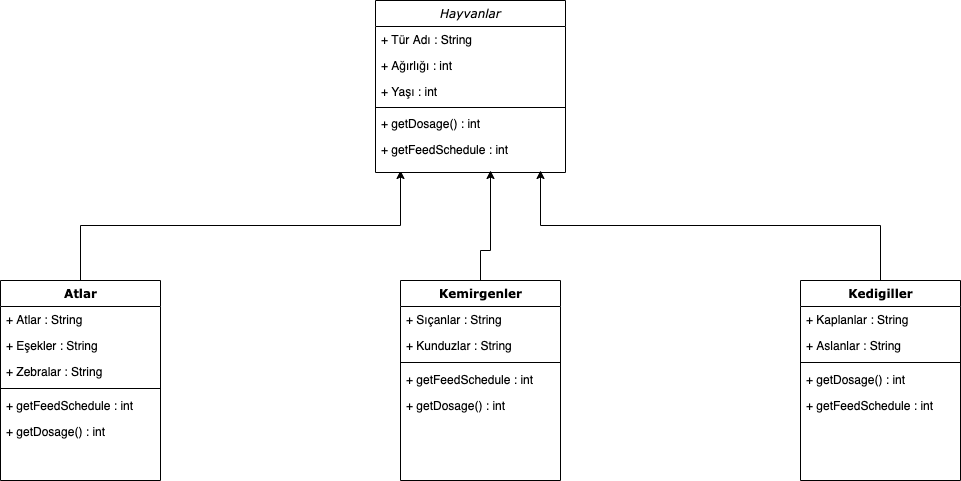 Hayvanlar
+ Tür Adı : String
+ Ağırlığı : int
+ Yaşı : int
+ getDosage() : int
+ getFeedSchedule : int
Atlar
+ Atlar : String
+ Eşekler : String
+ Zebralar : String
+ getFeedSchedule : int
+ getDosage() : int
Kemirgenler
+ Sıçanlar : String
+ Kunduzlar : String
+ getFeedSchedule : int
+ getDosage() : int
Kedigiller
+ Kaplanlar : String
+ Aslanlar : String
+ getDosage() : int
+ getFeedSchedule : int